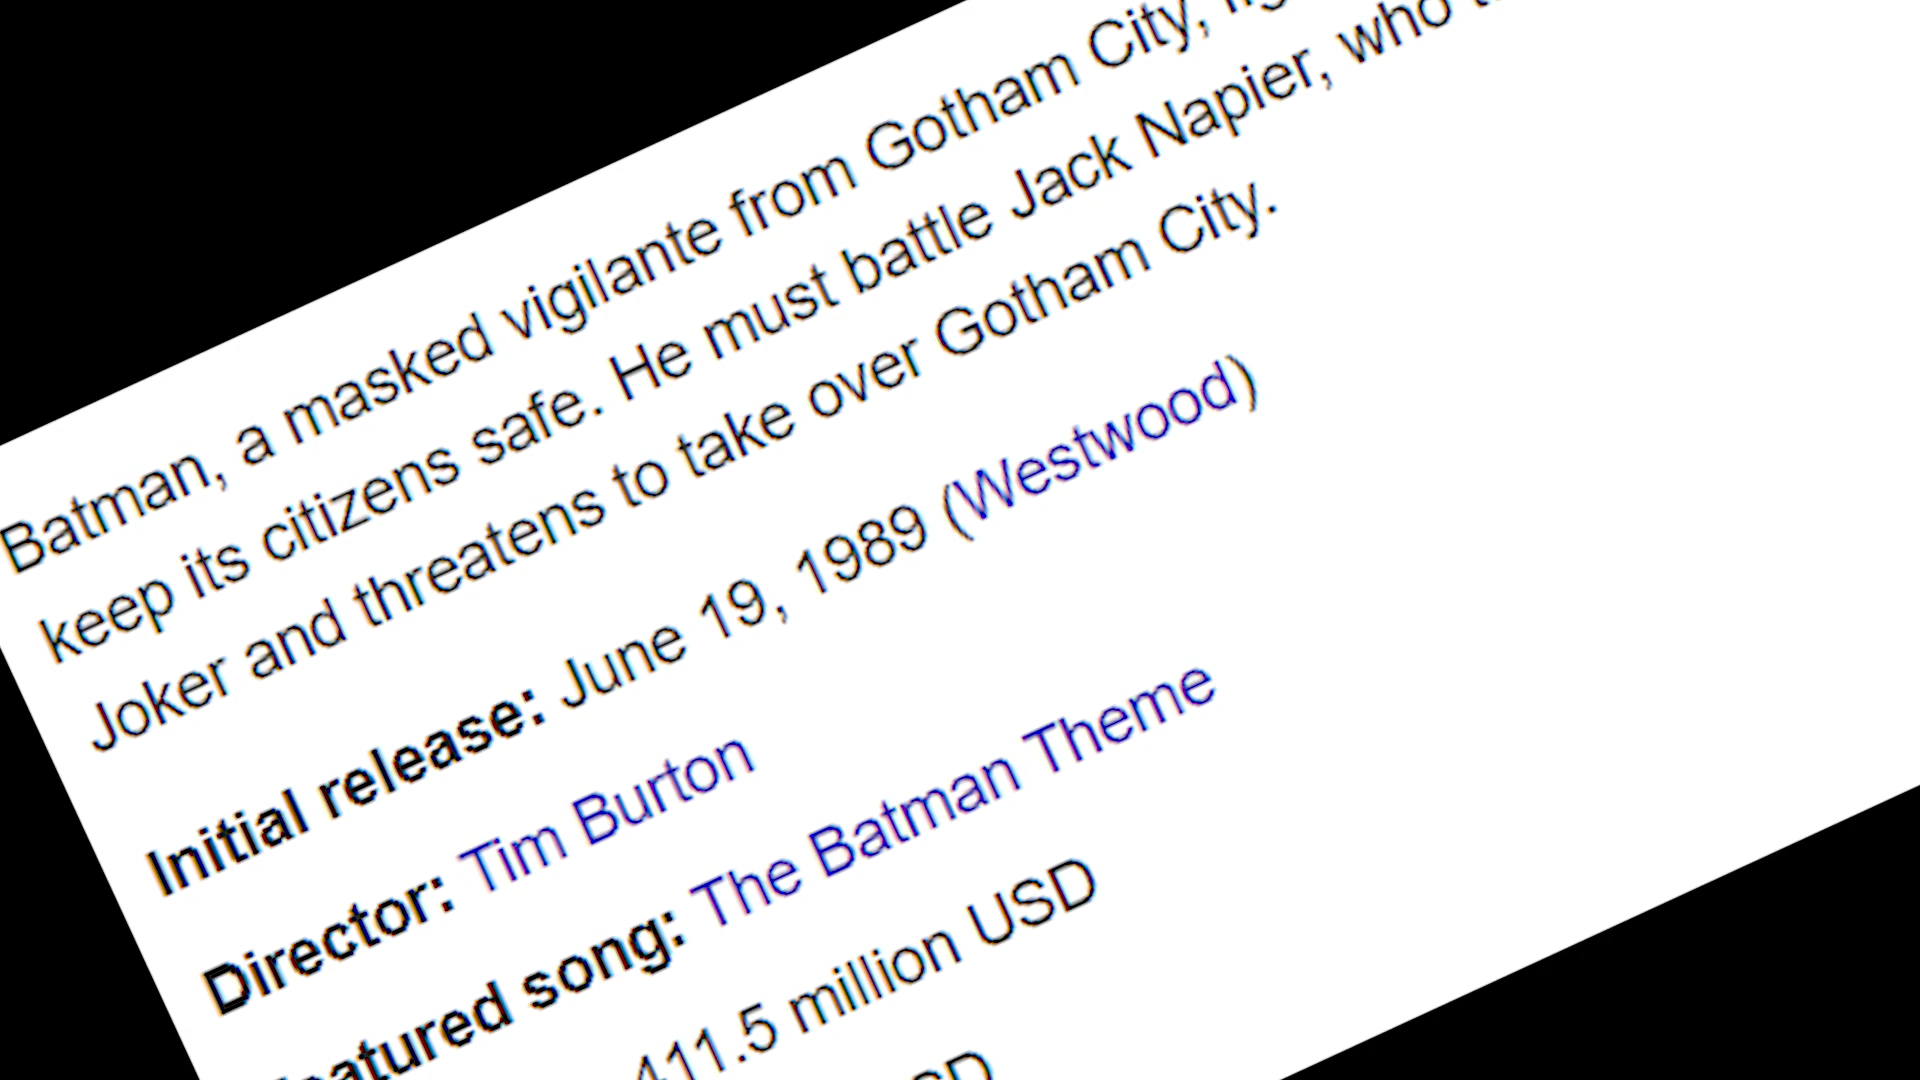 Batman, a masked vigilante from Gotham City,
keep its citizens safe. He must battle Jack Napier, who
Joker and threatens to take over Gotham City.
Initial release: June 19, 1989 (Westwood)
Director: Tim Burton
song: The Batman Theme
411.5 million USD